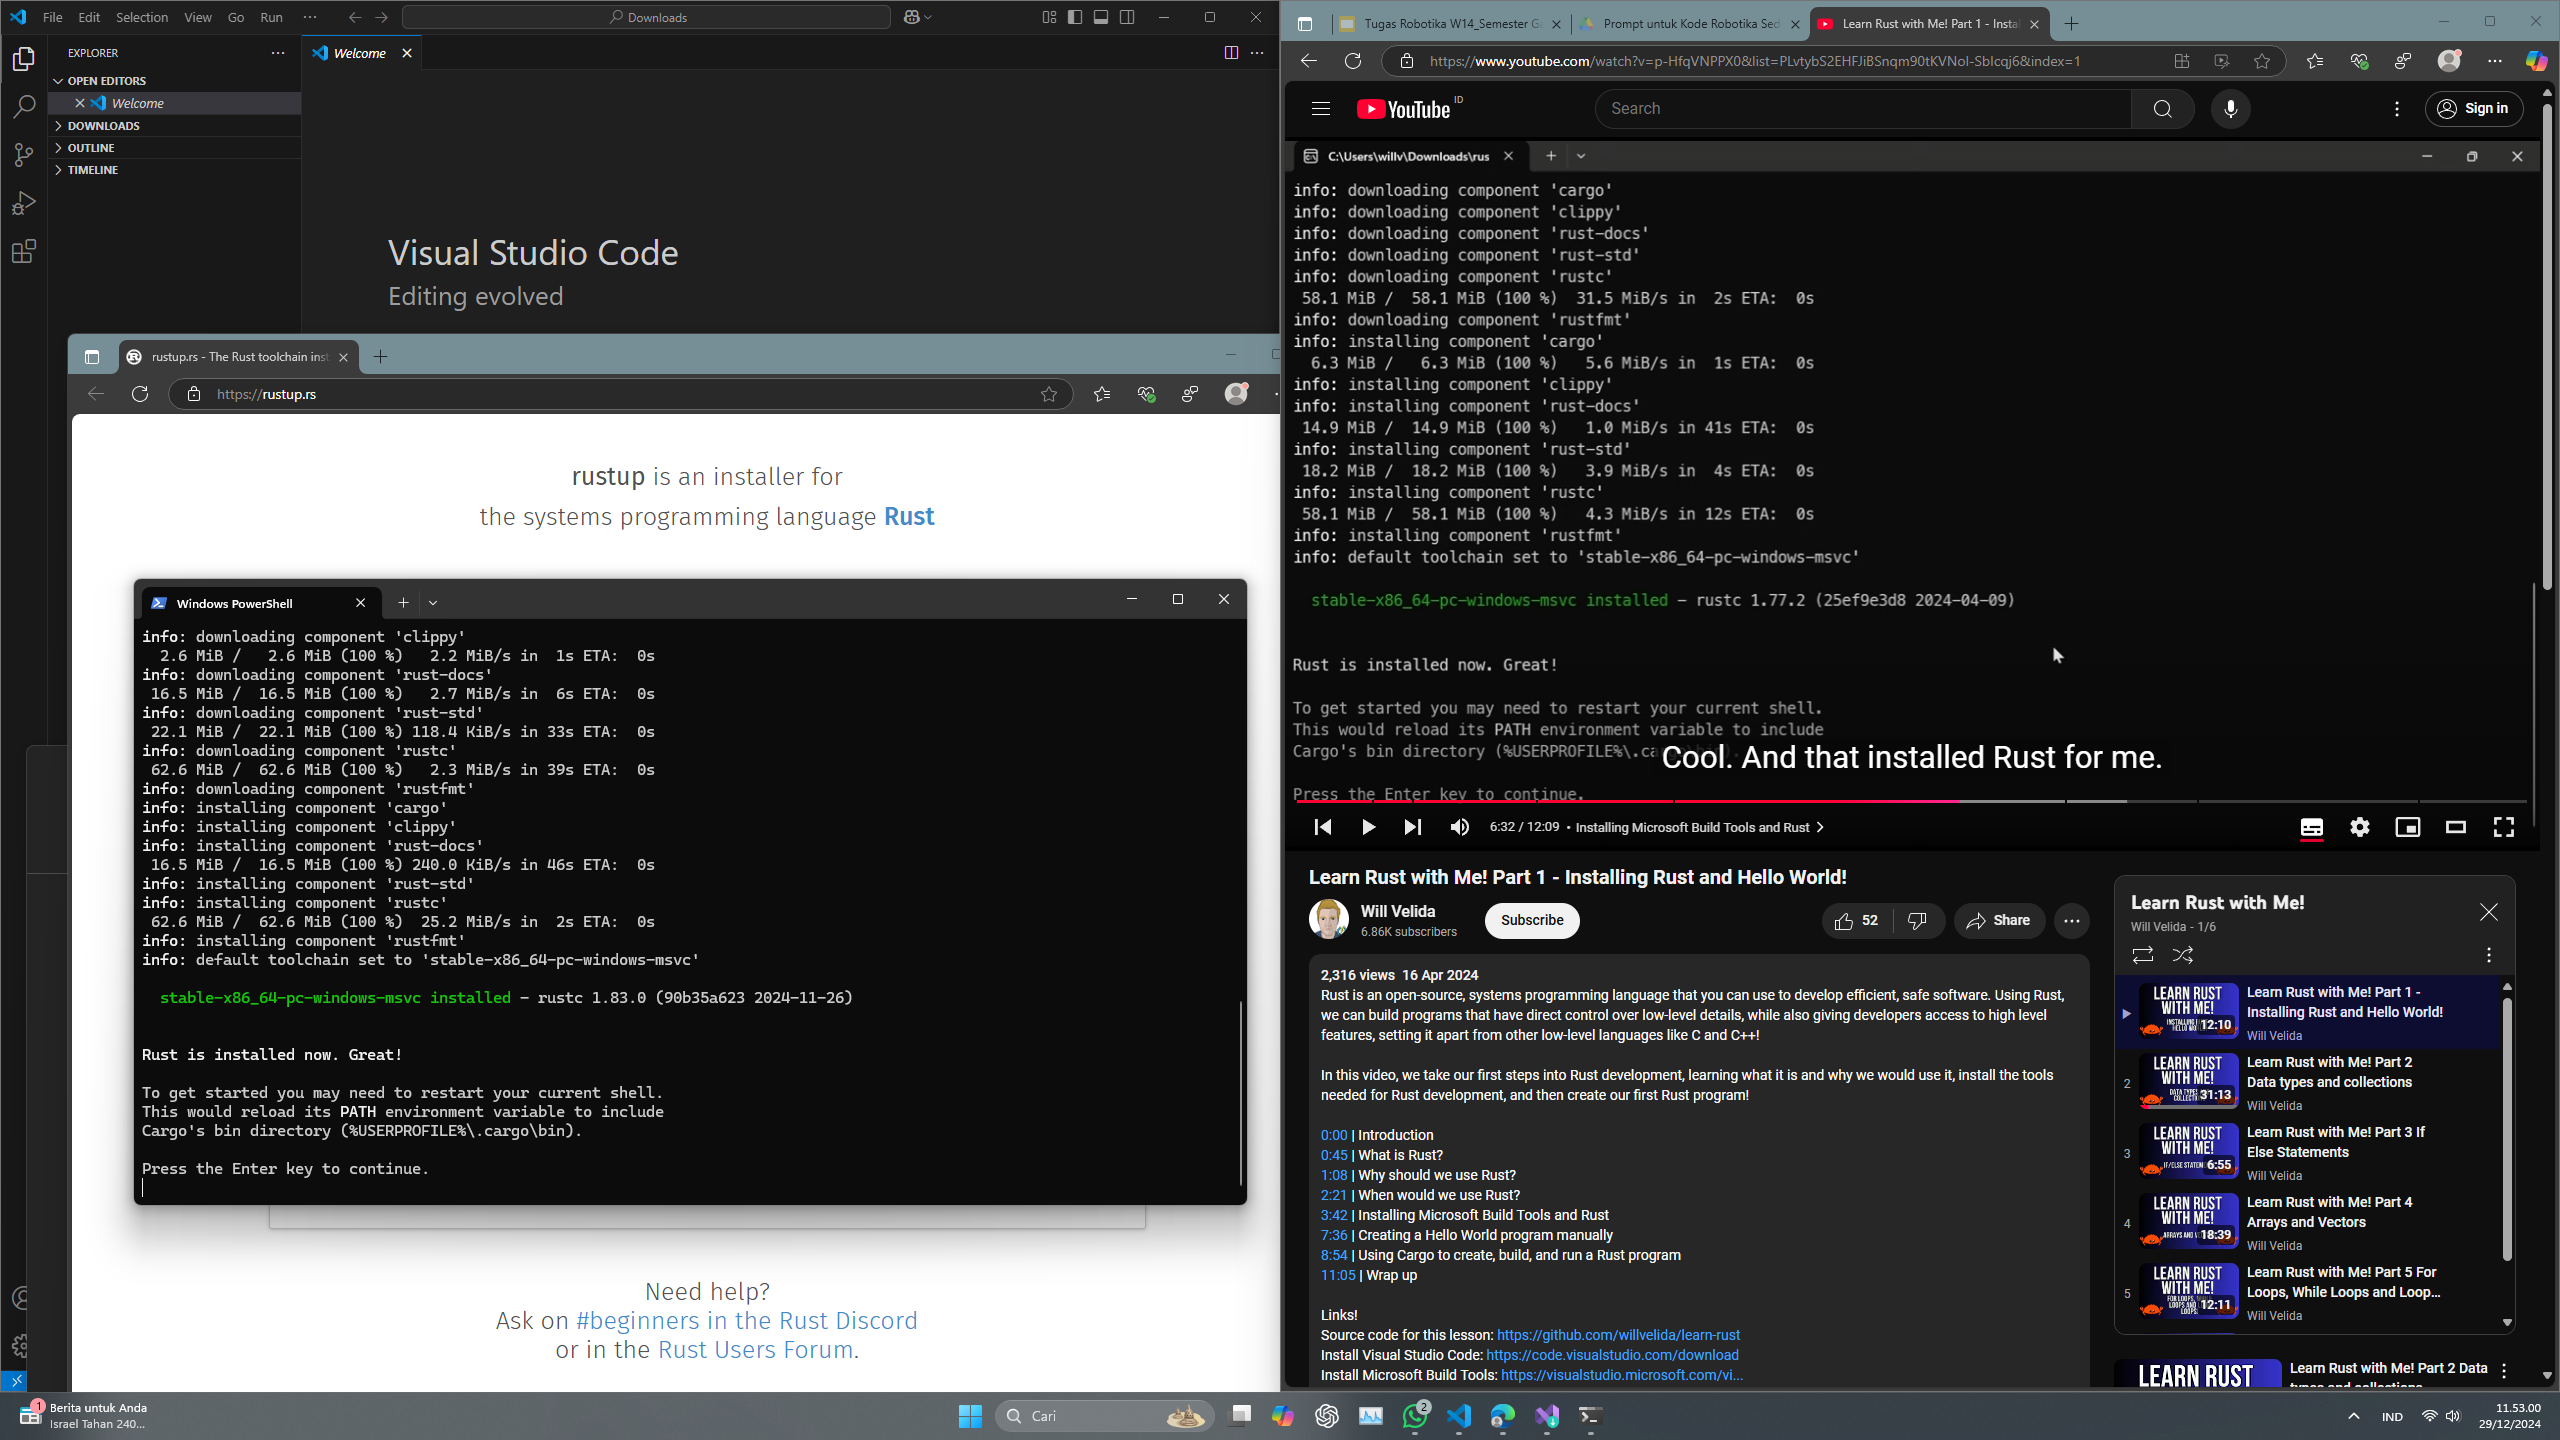 File Edit Selection View Go Run ···
Downloads
EXPLORER
OPEN EDITORS
Welcome
DOWNLOADS
OUTLINE
TIMELINE
Welcome
Visual Studio Code
Editing evolved
rustup.rs - The Rust toolchain inst
https://rustup.rs
rustup is an installer for
the systems programming language Rust
Windows PowerShell
info: downloading component 'clippy'
2.6 MiB / 2.6 MiB (100 %) 2.2 MiB/s in 1s ETA: 0s
info: downloading component 'rust-docs'
16.5 MiB / 16.5 MiB (100 %) 2.7 MiB/s in 6s ETA: 0s
info: downloading component 'rust-std'
22.1 MiB / 22.1 MiB (100 %) 118.4 KiB/s in 33s ETA: 0s
info: downloading component 'rustc'
62.6 MiB / 62.6 MiB (100 %) 2.3 MiB/s in 39s ETA: 0s
info: downloading component 'rustfmt'
info: installing component 'cargo'
info: installing component 'clippy'
info: installing component 'rust-docs'
16.5 MiB / 16.5 MiB (100 %) 240.0 KiB/s in 46s ETA: 0s
info: installing component 'rust-std'
info: installing component 'rustc'
62.6 MiB / 62.6 MiB (100 %) 25.2 MiB/s in 2s ETA: 0s
info: installing component 'rustfmt'
info: default toolchain set to 'stable-x86_64-pc-windows-msvc'
stable-x86_64-pc-windows-msvc installed - rustc 1.83.0 (90b35a623 2024-11-26)
Rust is installed now. Great!
To get started you may need to restart your current shell.
This would reload its PATH environment variable to include
Cargo's bin directory (%USERPROFILE%\.cargo\bin).
Press the Enter key to continue.
Need help?
Ask on #beginners in the Rust Discord
or in the Rust Users Forum.
Tugas Robotika W14_Semester Ga
Prompt untuk Kode Robotika Sed
Learn Rust with Me! Part 1 - Instal
https://www.youtube.com/watch?v=p-HfqVNPPX0&list=PLvtybS2EHFJiBSnqm90tKVNoI-SbIcqj6&index=1
YouTube ID
Search
Sign in
C:\Users\willv\Downloads\rus
info: downloading component 'cargo'
info: downloading component 'clippy'
info: downloading component 'rust-docs'
info: downloading component 'rust-std'
info: downloading component 'rustc'
58.1 MiB / 58.1 MiB (100 %) 31.5 MiB/s in 2s ETA: 0s
info: downloading component 'rustfmt'
info: installing component 'cargo'
6.3 MiB / 6.3 MiB (100 %) 5.6 MiB/s in 1s ETA: 0s
info: installing component 'clippy'
info: installing component 'rust-docs'
14.9 MiB / 14.9 MiB (100 %) 1.0 MiB/s in 41s ETA: 0s
info: installing component 'rust-std'
18.2 MiB / 18.2 MiB (100 %) 3.9 MiB/s in 4s ETA: 0s
info: installing component 'rustc'
58.1 MiB / 58.1 MiB (100 %) 4.3 MiB/s in 12s ETA: 0s
info: installing component 'rustfmt'
info: default toolchain set to 'stable-x86_64-pc-windows-msvc'
stable-x86_64-pc-windows-msvc installed - rustc 1.77.2 (25ef9e3d8 2024-04-09)
Rust is installed now. Great!
To get started you may need to restart your current shell.
This would reload its PATH environment variable to include
Cargo's bin directory (%USERPROFILE%\.ca
Cool. And that installed Rust for me.
Press the Enter key to continue.
6:32 / 12:09 • Installing Microsoft Build Tools and Rust
Learn Rust with Me! Part 1 - Installing Rust and Hello World!
Will Velida
6.86K subscribers
Subscribe
52
Share
2,316 views 16 Apr 2024
Rust is an open-source, systems programming language that you can use to develop efficient, safe software. Using Rust,
we can build programs that have direct control over low-level details, while also giving developers access to high level
features, setting it apart from other low-level languages like C and C++!
In this video, we take our first steps into Rust development, learning what it is and why we would use it, install the tools
needed for Rust development, and then create our first Rust program!
0:00 | Introduction
0:45 | What is Rust?
1:08 | Why should we use Rust?
2:21 | When would we use Rust?
3:42 | Installing Microsoft Build Tools and Rust
7:36 | Creating a Hello World program manually
8:54 | Using Cargo to create, build, and run a Rust program
11:05 | Wrap up
Links!
Source code for this lesson: https://github.com/willvelida/learn-rust
Install Visual Studio Code: https://code.visualstudio.com/download
Install Microsoft Build Tools: https://visualstudio.microsoft.com/vi...
Learn Rust with Me!
Will Velida - 1/6
LEARN RUST
WITH ME!
12:10
Learn Rust with Me! Part 1 -
Installing Rust and Hello World!
Will Velida
2
LEARN RUST
WITH ME!
31:13
Learn Rust with Me! Part 2
Data types and collections
Will Velida
3
LEARN RUST
WITH ME!
6:55
Learn Rust with Me! Part 3 If
Else Statements
Will Velida
4
LEARN RUST
WITH ME!
18:39
Learn Rust with Me! Part 4
Arrays and Vectors
Will Velida
5
LEARN RUST
WITH ME!
12:11
Learn Rust with Me! Part 5 For
Loops, While Loops and Loop...
Will Velida
LEARN RUST
Learn Rust with Me! Part 2 Data
types and collections
1
Berita untuk Anda
Israel Tahan 240...
Cari
2
IND
11.53.00
29/12/2024